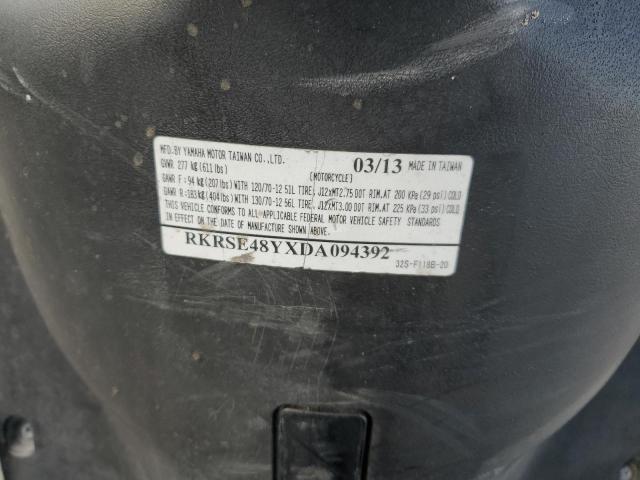 MFD.BY YAMAHA MOTOR TAIWAN CO.,LTD. 03/13 MADE IN TAIWAN
GVWR 277 kg (611 lbs) (MOTORCYCLE)
GAWR F: 94 kg (207 lbs) WITH 120/70-12 51L TIRE, J12xMT2.75 DOT RIM.AT 200 KPa (29 psi) COLD
GAWR R: 183 kg (404 lbs) WITH 130/70-12 56L TIRE, J12xMT3.00 DOT RIM.AT 225 KPa (33 psi) COLD
THIS VEHICLE CONFORMS TO ALL APPLICABLE FEDERAL MOTOR VEHICLE SAFETY STANDARDS
IN EFFECT ON THE DATE OF MANUFACTURE SHOWN ABOVE.
RKRSE48YXDA094392
32S-F118B-20